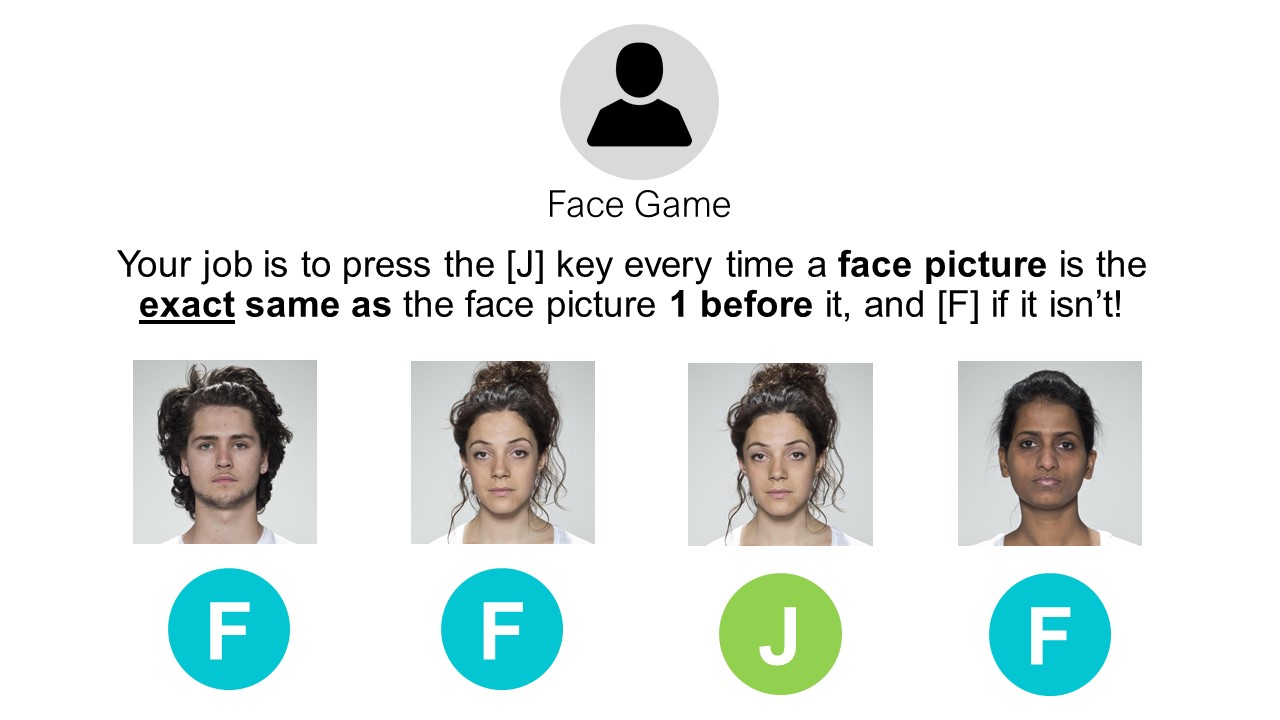 Face Game
Your job is to press the [J] key every time a face picture is the
exact same as the face picture 1 before it, and [F] if it isn’t!
F F J F